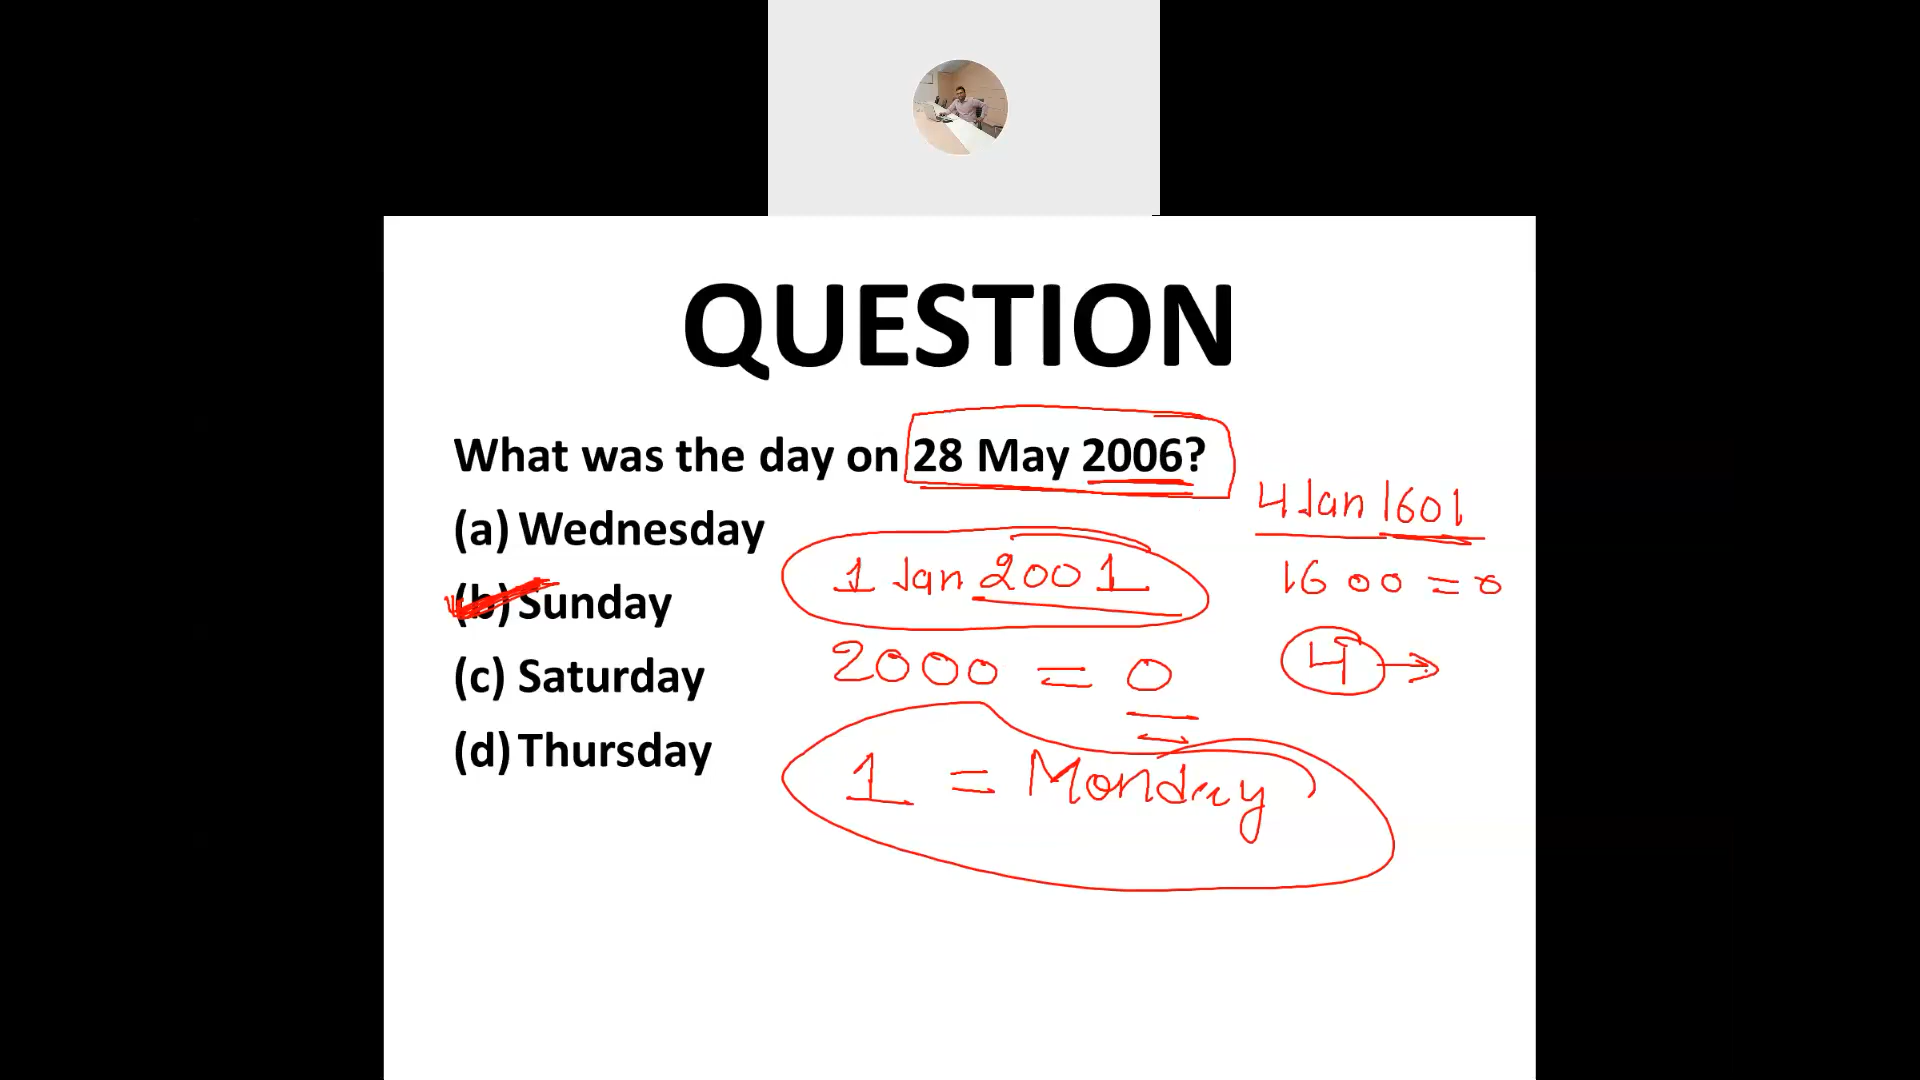 QUESTION
What was the day on 28 May 2006?
(a) Wednesday
(b) Sunday
(c) Saturday
(d) Thursday
4 Jan 1601
1600 = 0
4 →
1 Jan 2001
2000 = 0
1 = Monday